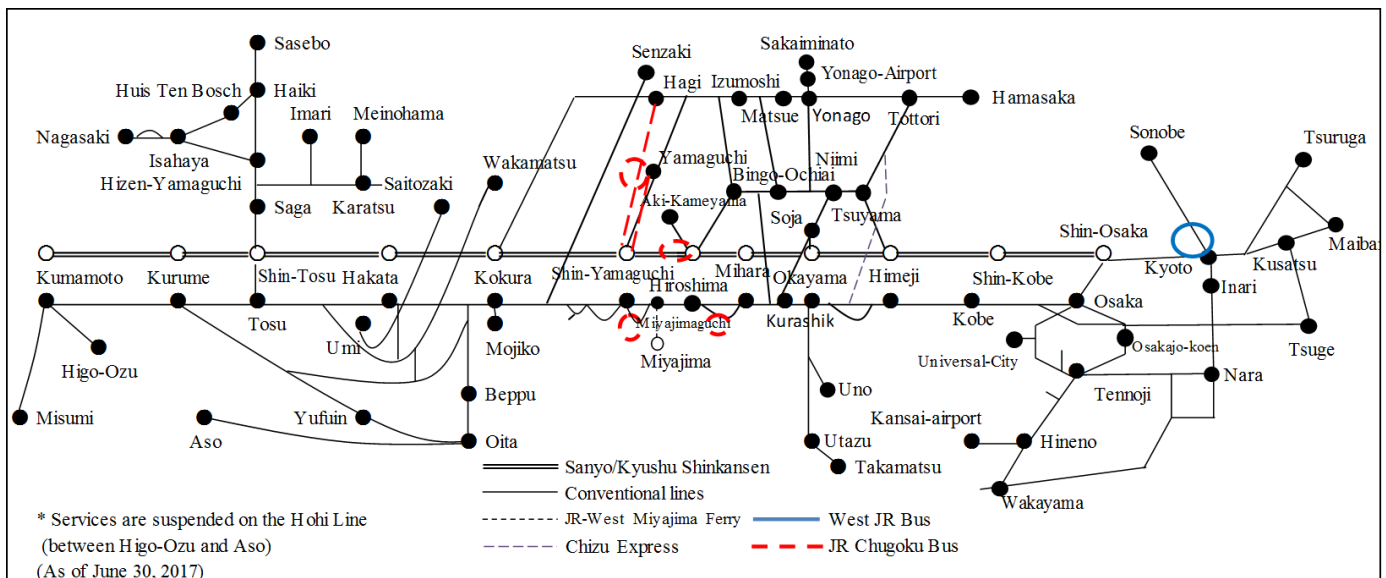 Sasebo
Senzaki
Sakaiminato
Huis Ten Bosch
Haiki
Hagi
Izumoshi
Yonago-Airport
Imari
Meinohama
Matsue
Yonago
Tottori
Hamasaka
Nagasaki
Isahaya
Wakamatsu
Yamaguchi
Niimi
Sonobe
Tsuruga
Hizen-Yamaguchi
Saitozaki
Bingo-Ochiai
Saga
Karatsu
Aki-Kameyama
Soja
Tsuyama
Shin-Osaka
Maibar
Kumamoto
Kurume
Shin-Tosu
Hakata
Kokura
Shin-Yamaguchi
Mihara
Okayama
Himeji
Shin-Kobe
Kyoto
Kusatsu
Hiroshima
Inari
Osaka
Tosu
Umi
Mojiko
Miyajimaguchi
Kurashik
Kobe
Miyajima
Universal-City
Osakajo-koen
Tsuge
Higo-Ozu
Beppu
Uno
Tennoji
Nara
Misumi
Aso
Yufuin
Oita
Kansai-airport
Utazu
Hineno
Takamatsu
Wakayama
Sanyo/Kyushu Shinkansen
Conventional lines
JR-West Miyajima Ferry
West JR Bus
Chizu Express
JR Chugoku Bus
* Services are suspended on the Hohi Line
(between Higo-Ozu and Aso)
(As of June 30, 2017)